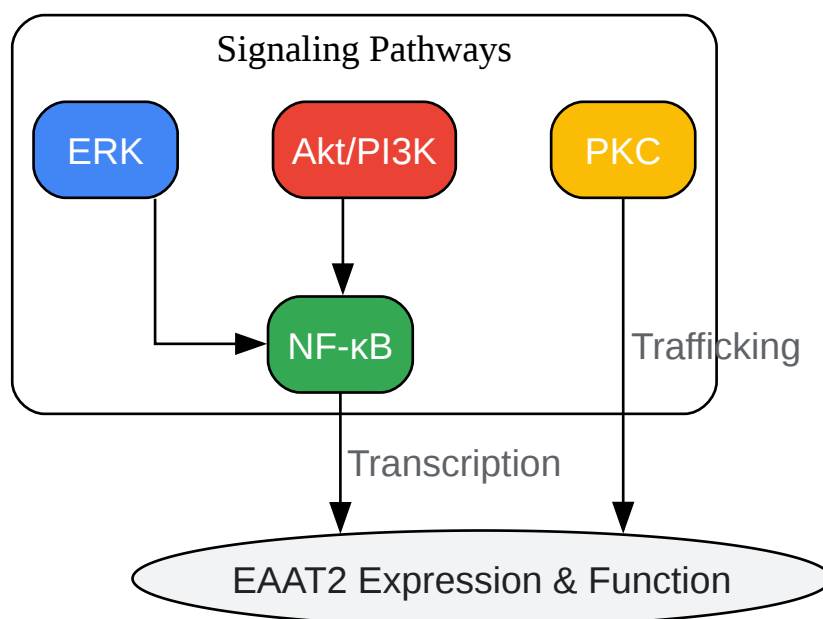 Signaling Pathways
ERK
Akt/PI3K
PKC
NF-κB
Trafficking
Transcription
EAAT2 Expression & Function